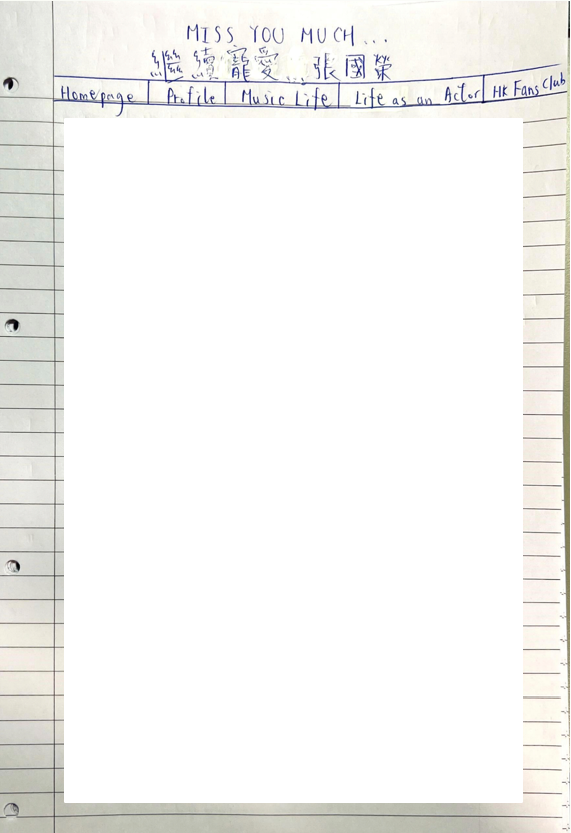 MISS YOU MUCH...
繼續寵愛...張國榮
Homepage Profile Music Life Life as an Actor HK Fans Club